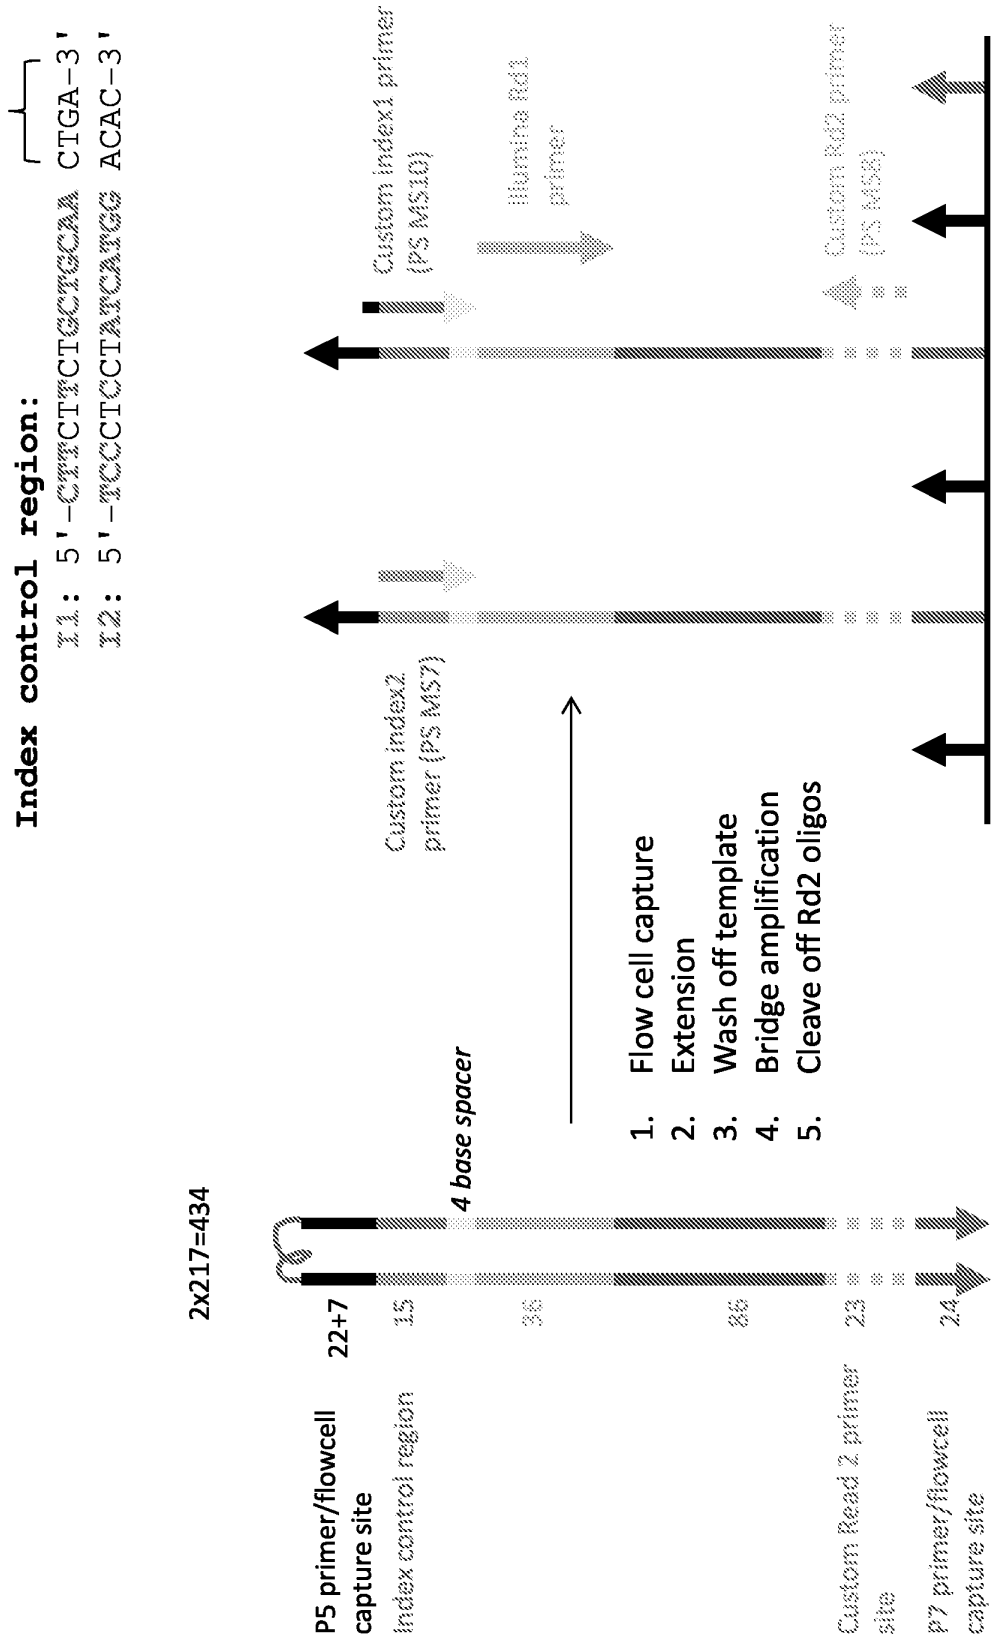 Index control region:
I1: 5'-CTTCTTCTGCTGCAA CTGA-3'
I2: 5'-TCCCTCCTATCATGG ACAC-3'
2x217=434
P5 primer/flowcell
capture site
22+7
Index control region
15
4 base spacer
36
86
Custom Read 2 primer
site
23
P7 primer/flowcell
capture site
24
1. Flow cell capture
2. Extension
3. Wash off template
4. Bridge amplification
5. Cleave off Rd2 oligos
Custom index2
primer (PS MS7)
Custom index1 primer
(PS MS10)
Illumina Rd1
primer
Custom Rd2 primer
(PS MS8)